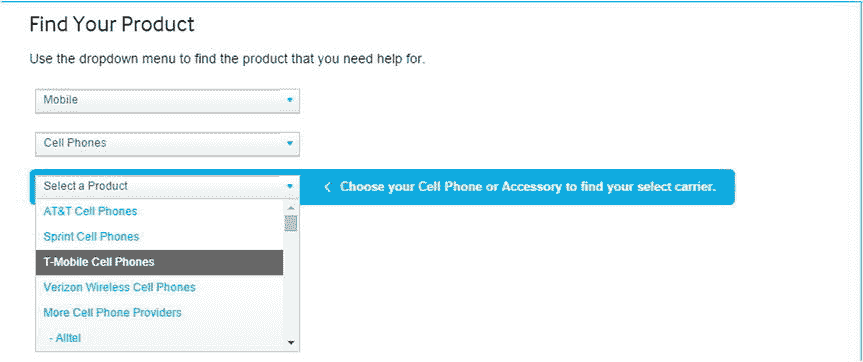 Find Your Product
Use the dropdown menu to find the product that you need help for.
Mobile
Cell Phones
Select a Product
Choose your Cell Phone or Accessory to find your select carrier.
AT&T Cell Phones
Sprint Cell Phones
T-Mobile Cell Phones
Verizon Wireless Cell Phones
More Cell Phone Providers
- Alltel